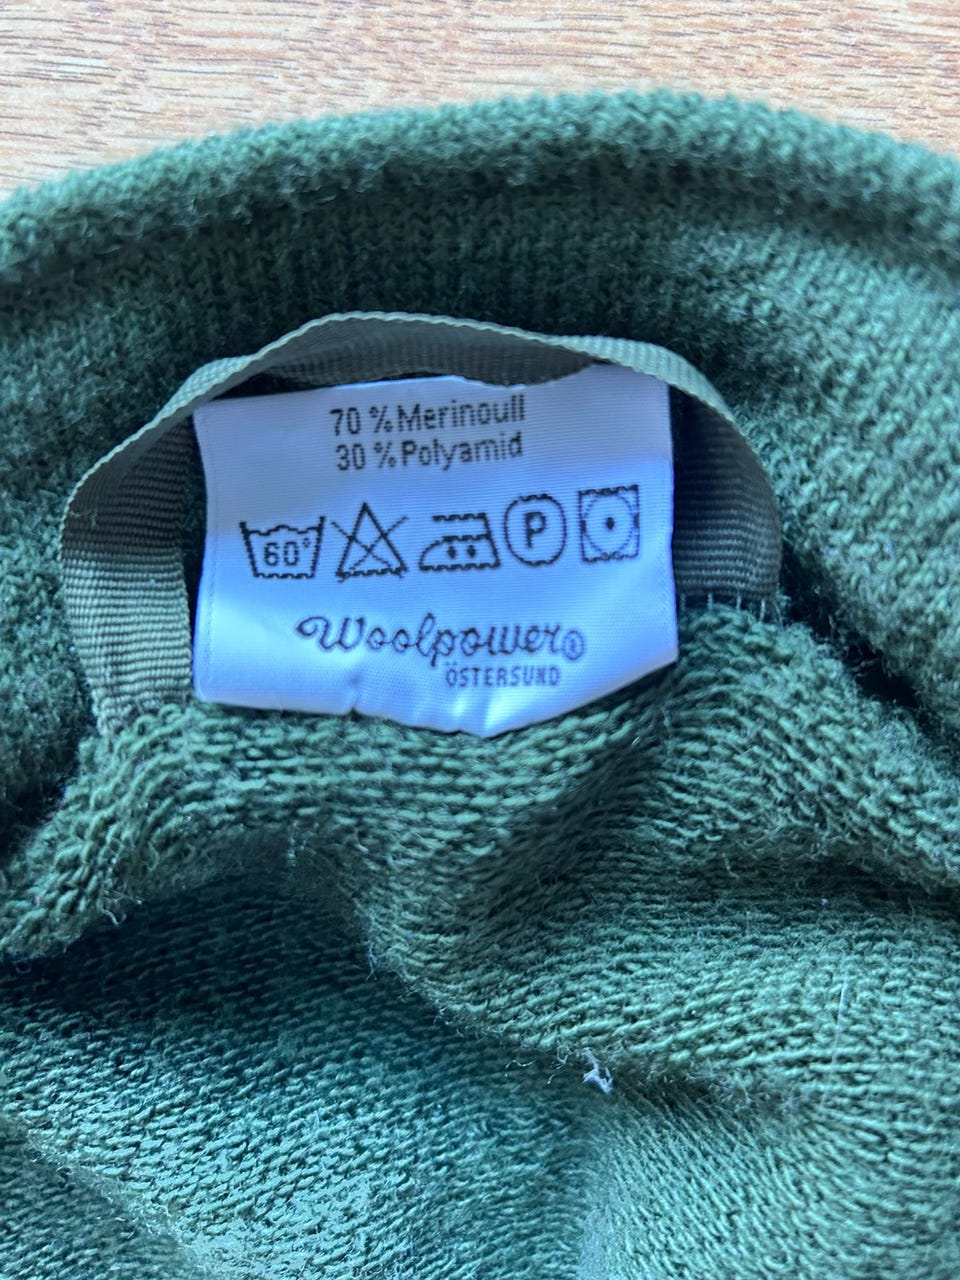 70 % Merinoull
30 % Polyamid
60° P
Woolpower®
ÖSTERSUND